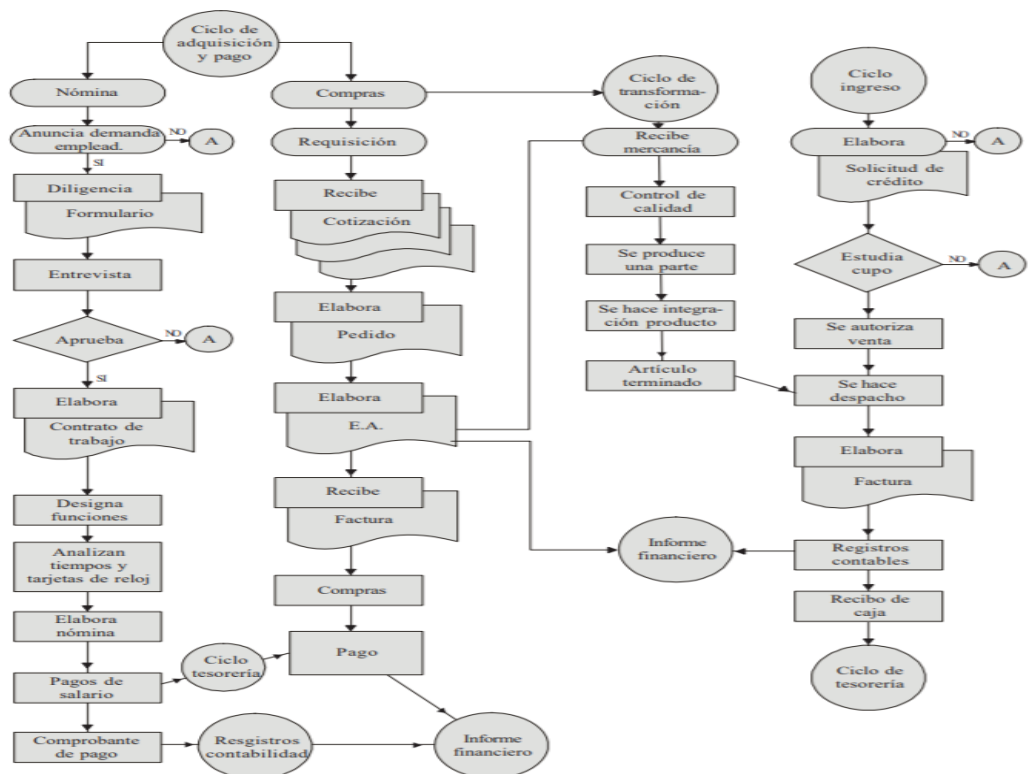 Ciclo de
adquisición
y pago
Nómina
Anuncia demanda
emplead.
NO
A
SI
Diligencia
Formulario
Entrevista
Aprueba
NO
A
SI
Elabora
Contrato de
trabajo
Designa
funciones
Analizan
tiempos y
tarjetas de reloj
Elabora
nómina
Pagos de
salario
Comprobante
de pago
Ciclo
tesorería
Resgistros
contabilidad
Compras
Requisición
Recibe
Cotización
Elabora
Pedido
Elabora
E.A.
Recibe
Factura
Compras
Pago
Informe
financiero
Ciclo de
transforma-
ción
Recibe
mercancía
Control de
calidad
Se produce
una parte
Se hace integra-
ción producto
Artículo
terminado
Informe
financiero
Ciclo
ingreso
Elabora
NO
A
Solicitud de
crédito
Estudia
cupo
NO
A
Se autoriza
venta
Se hace
despacho
Elabora
Factura
Registros
contables
Recibo de
caja
Ciclo de
tesorería